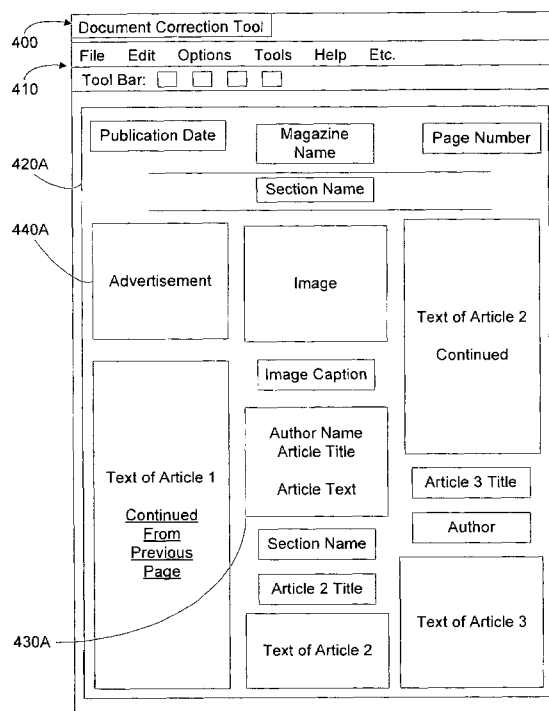 Document Correction Tool
400
File Edit Options Tools Help Etc.
410
Tool Bar:
Publication Date
Magazine
Name
Page Number
420A
Section Name
440A
Advertisement
Image
Text of Article 2
Continued
Image Caption
Text of Article 1
Continued
From
Previous
Page
Author Name
Article Title
Article Text
Section Name
Article 2 Title
430A
Text of Article 2
Article 3 Title
Author
Text of Article 3